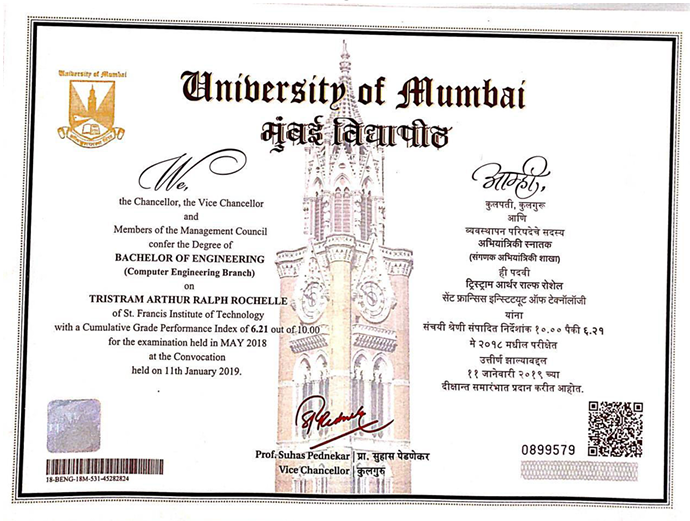 University of Mumbai
University of Mumbai
मुंबई विद्यापीठ
We,
the Chancellor, the Vice Chancellor
and
Members of the Management Council
confer the Degree of
BACHELOR OF ENGINEERING
(Computer Engineering Branch)
on
TRISTRAM ARTHUR RALPH ROCHELLE
of St. Francis Institute of Technology
with a Cumulative Grade Performance Index of 6.21 out of 10.00
for the examination held in MAY 2018
at the Convocation
held on 11th January 2019.
आम्ही,
कुलपती, कुलगुरू
आणि
व्यवस्थापन परिषदेचे सदस्य
अभियांत्रिकी स्नातक
(संगणक अभियांत्रिकी शाखा)
ही पदवी
ट्रिस्ट्राम आर्थर राल्फ रोशेल
सेंट फ्रान्सिस इन्स्टिटयूट ऑफ टेक्नॉलॉजी
यांना
संचयी श्रेणी संपादित निर्देशांक १०.०० पैकी ६.२१
मे २०१८ मधील परीक्षेत
उत्तीर्ण झाल्याबद्दल
११ जानेवारी २०१९ च्या
दीक्षान्त समारंभात प्रदान करीत आहोत.
Prof. Suhas Pednekar | प्रा. सुहास पेडणेकर
Vice Chancellor | कुलगुरू
18-BENG-18M-531-45282824
0899579